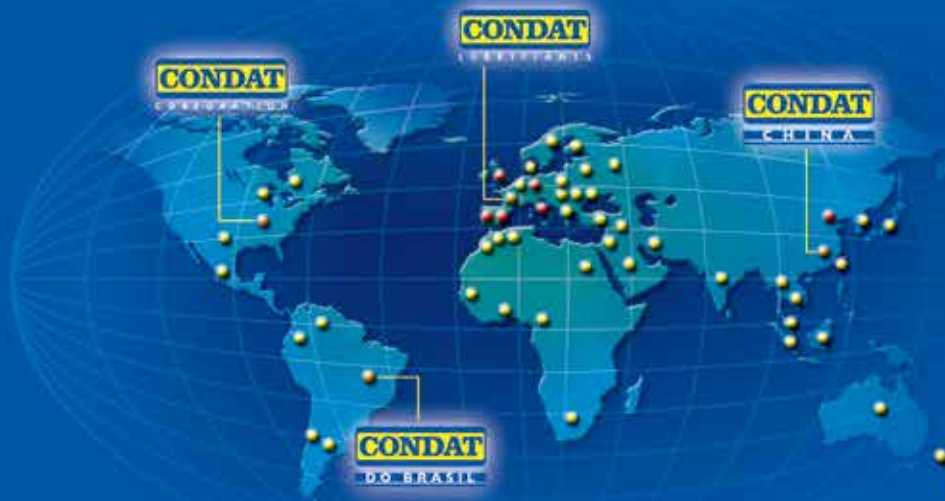 CONDAT
LUBRIFIANTS
CONDAT
CORPORATION
CONDAT
CHINA
CONDAT
DO BRASIL